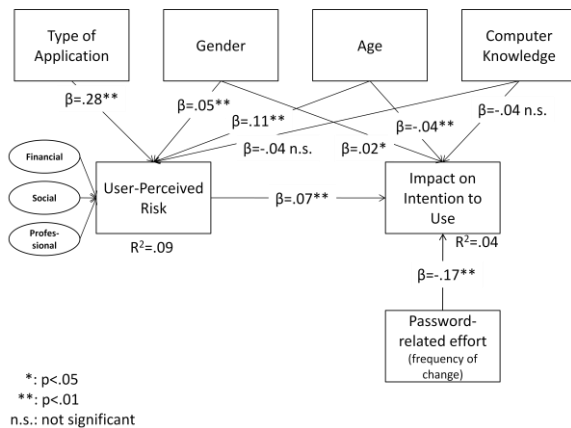 Type of
Application
Gender
Age
Computer
Knowledge
β=.28**
β=.05**
β=.11**
β=-.04 n.s.
β=.02*
β=-.04**
β=-.04 n.s.
Financial
Social
Profes-
sional
User-Perceived
Risk
R²=.09
β=.07**
Impact on
Intention to
Use
R²=.04
β=-.17**
Password-
related effort
(frequency of
change)
*: p<.05
**: p<.01
n.s.: not significant